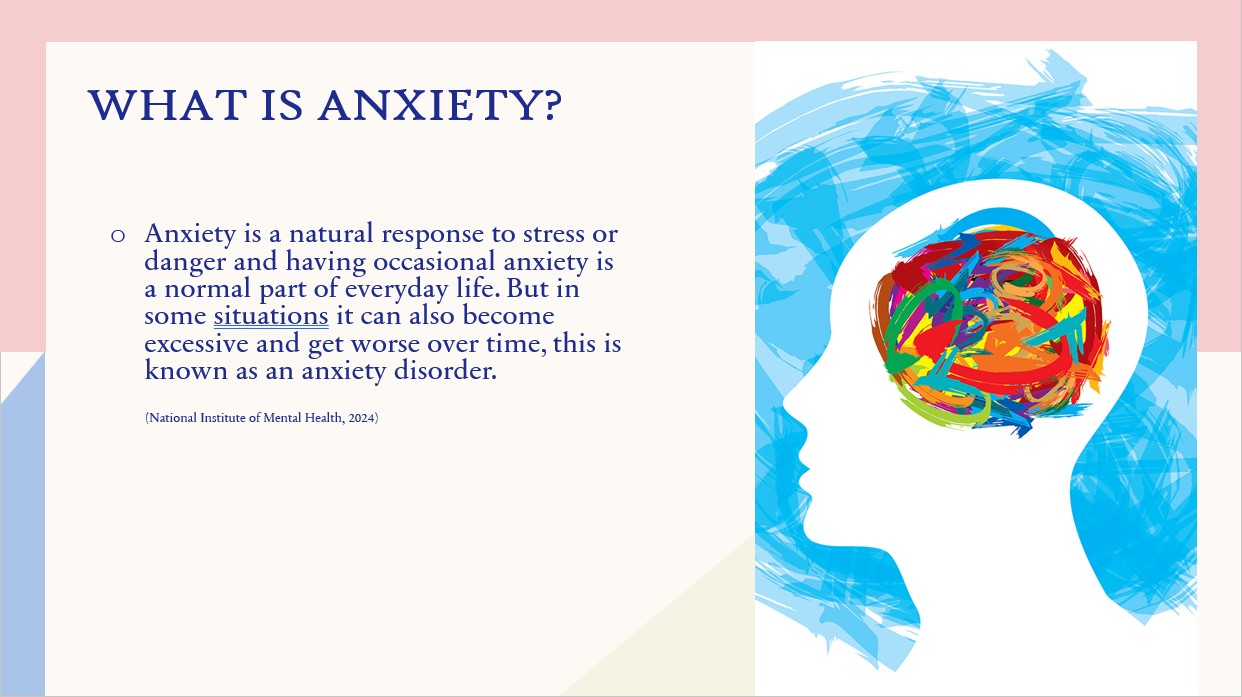 WHAT IS ANXIETY?
o Anxiety is a natural response to stress or
danger and having occasional anxiety is
a normal part of everyday life. But in
some situations it can also become
excessive and get worse over time, this is
known as an anxiety disorder.
(National Institute of Mental Health, 2024)